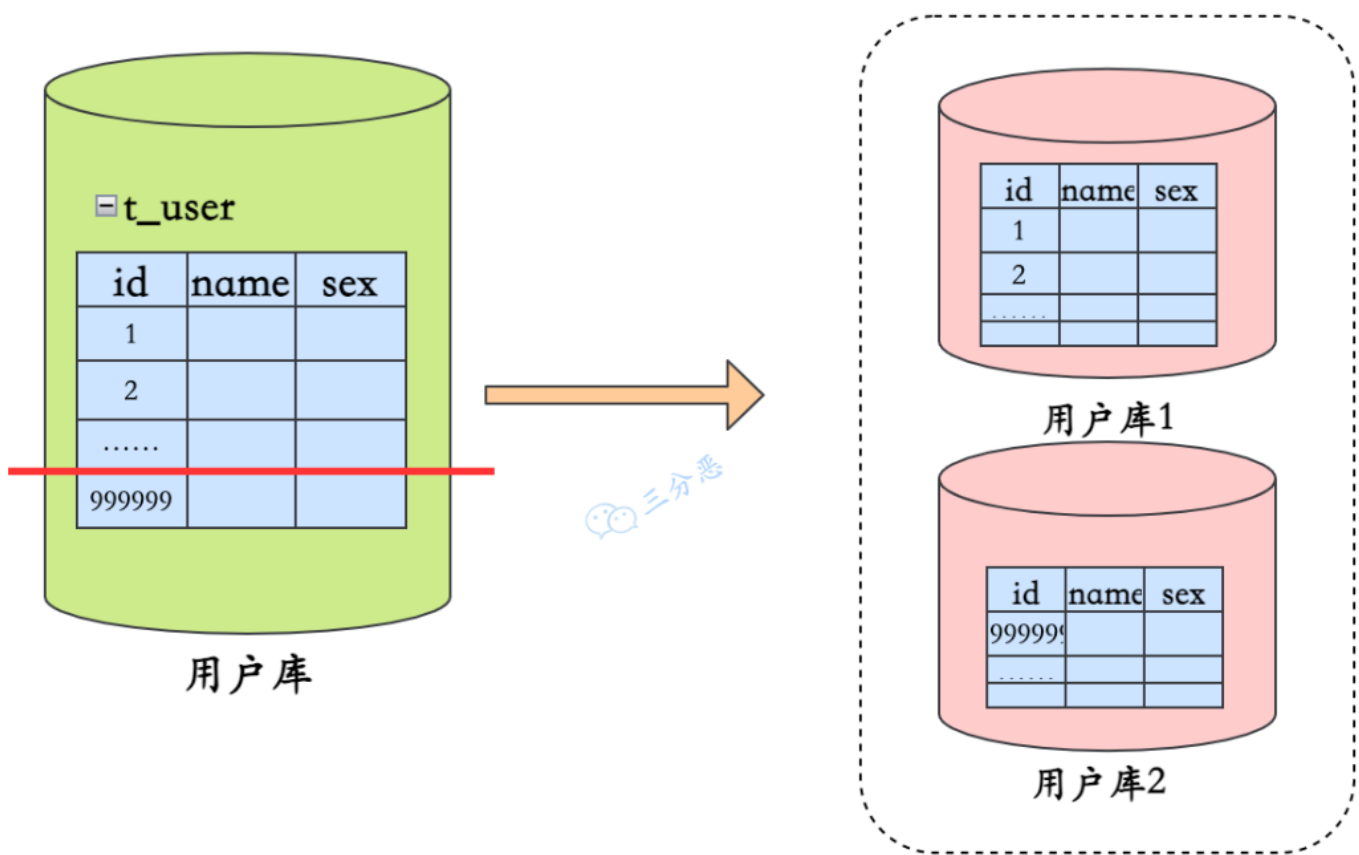 t_user
id name sex
1
2
......
999999
用户库
三分恶
id name sex
1
2
......
用户库1
id name sex
999999
......
用户库2